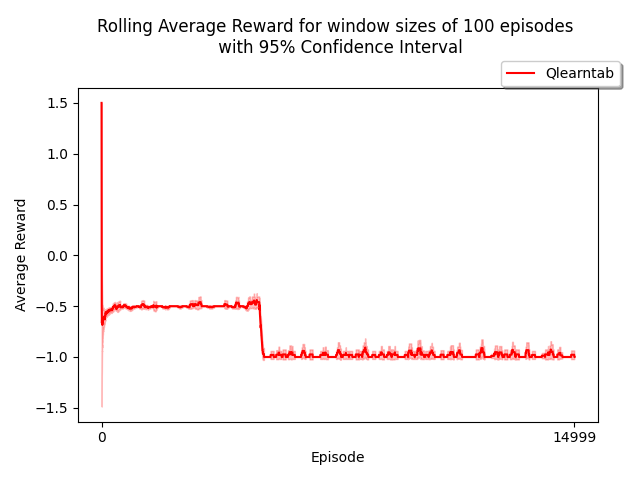 Rolling Average Reward for window sizes of 100 episodes
with 95% Confidence Interval
Qlearntab
1.5
1.0
0.5
0.0
−0.5
−1.0
−1.5
Average Reward
0
14999
Episode